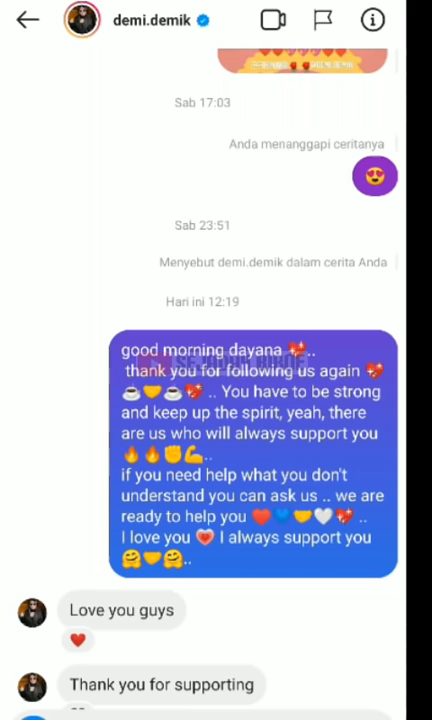 demi.demik
Sab 17:03
Anda menanggapi ceritanya
😍
Sab 23:51
Menyebut demi.demik dalam cerita Anda
Hari ini 12:19
good morning dayana 💖..
thank you for following us again 💖
☕🤝☕💖 .. You have to be strong
and keep up the spirit, yeah, there
are us who will always support you
🔥🔥✊💪..
if you need help what you don't
understand you can ask us .. we are
ready to help you ❤️💙🤝🤍💖 ..
I love you 💓 I always support you
🤗🤝🤗..
Love you guys
❤️
Thank you for supporting